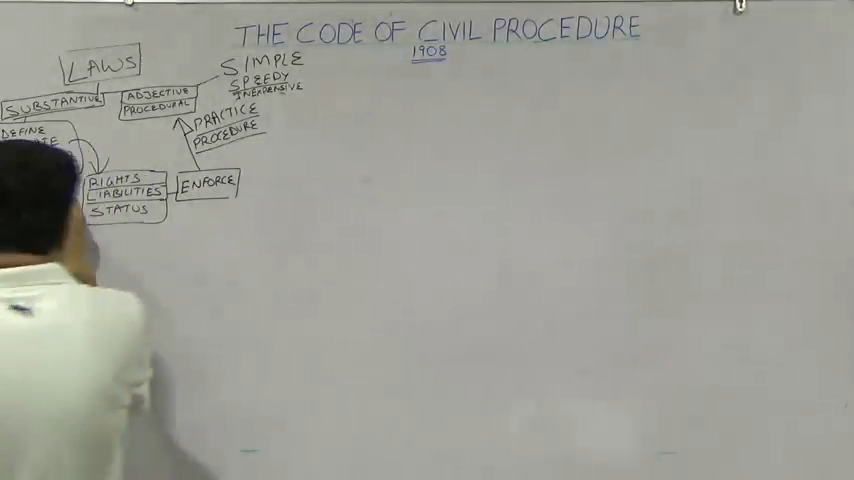 THE CODE OF CIVIL PROCEDURE
1908
LAWS
SUBSTANTIVE
ADJECTIVE
PROCEDURAL
SIMPLE
SPEEDY
INEXPENSIVE
PRACTICE
PROCEDURE
DEFINE
RIGHTS
LIABILITIES
STATUS
ENFORCE